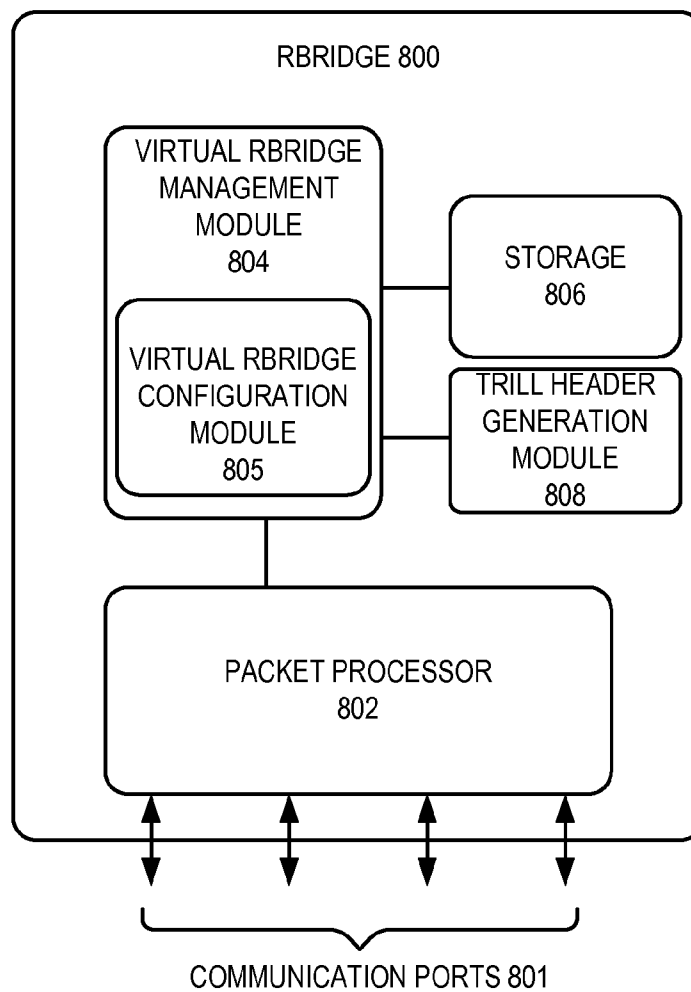 RBRIDGE 800
VIRTUAL RBRIDGE
MANAGEMENT
MODULE
804
VIRTUAL RBRIDGE
CONFIGURATION
MODULE
805
STORAGE
806
TRILL HEADER
GENERATION
MODULE
808
PACKET PROCESSOR
802
COMMUNICATION PORTS 801